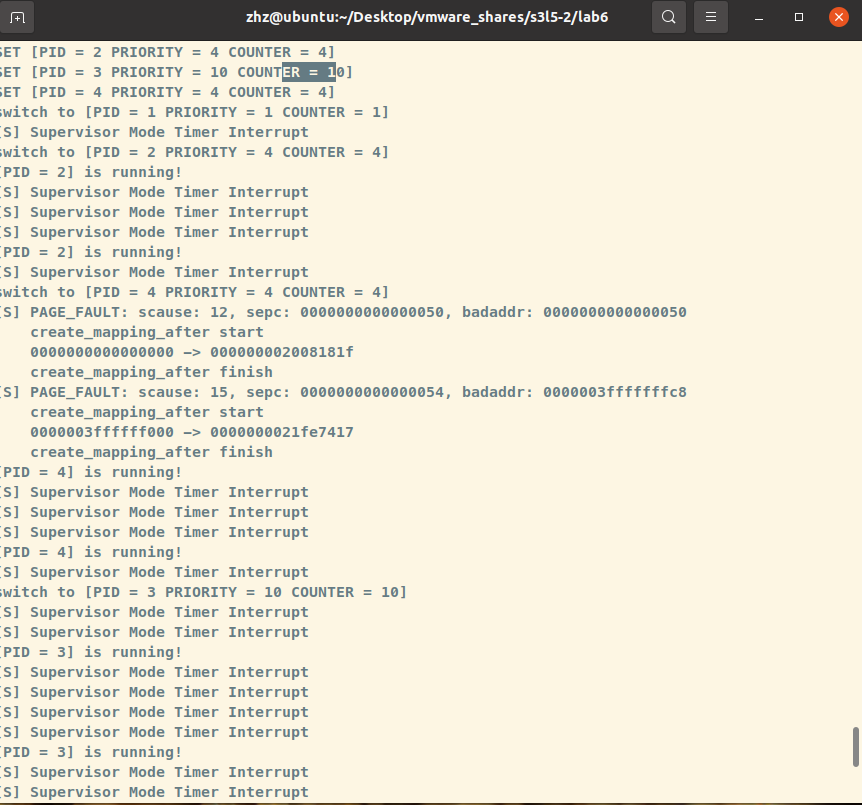 zhz@ubuntu:~/Desktop/vmware_shares/s3l5-2/lab6
SET [PID = 2 PRIORITY = 4 COUNTER = 4]
SET [PID = 3 PRIORITY = 10 COUNTER = 10]
SET [PID = 4 PRIORITY = 4 COUNTER = 4]
switch to [PID = 1 PRIORITY = 1 COUNTER = 1]
[S] Supervisor Mode Timer Interrupt
switch to [PID = 2 PRIORITY = 4 COUNTER = 4]
[PID = 2] is running!
[S] Supervisor Mode Timer Interrupt
[S] Supervisor Mode Timer Interrupt
[S] Supervisor Mode Timer Interrupt
[PID = 2] is running!
[S] Supervisor Mode Timer Interrupt
switch to [PID = 4 PRIORITY = 4 COUNTER = 4]
[S] PAGE_FAULT: scause: 12, sepc: 0000000000000050, badaddr: 0000000000000050
create_mapping_after start
0000000000000000 —> 000000002008181f
create_mapping_after finish
[S] PAGE_FAULT: scause: 15, sepc: 0000000000000054, badaddr: 0000003fffffffc8
create_mapping_after start
0000003ffffff000 —> 0000000021fe7417
create_mapping_after finish
[PID = 4] is running!
[S] Supervisor Mode Timer Interrupt
[S] Supervisor Mode Timer Interrupt
[S] Supervisor Mode Timer Interrupt
[PID = 4] is running!
[S] Supervisor Mode Timer Interrupt
switch to [PID = 3 PRIORITY = 10 COUNTER = 10]
[S] Supervisor Mode Timer Interrupt
[S] Supervisor Mode Timer Interrupt
[PID = 3] is running!
[S] Supervisor Mode Timer Interrupt
[S] Supervisor Mode Timer Interrupt
[S] Supervisor Mode Timer Interrupt
[S] Supervisor Mode Timer Interrupt
[PID = 3] is running!
[S] Supervisor Mode Timer Interrupt
[S] Supervisor Mode Timer Interrupt